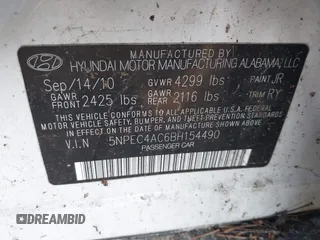 MANUFACTURED BY
HYUNDAI MOTOR MANUFACTURING ALABAMA, LLC
Sep/14/10 GVWR 4299 lbs PAINT JR
GAWR FRONT 2425 lbs GAWR REAR 2116 lbs TRIM RY
THIS VEHICLE CONFORMS TO ALL APPLICABLE U.S.A. FEDERAL
MOTOR VEHICLE SAFETY, BUMPER, AND THEFT PREVENTION
STANDARDS IN EFFECT ON THE DATE OF MANUFACTURE SHOWN ABOVE.
V.I.N 5NPEC4AC6BH154490
PASSENGER CAR
DREAMBID